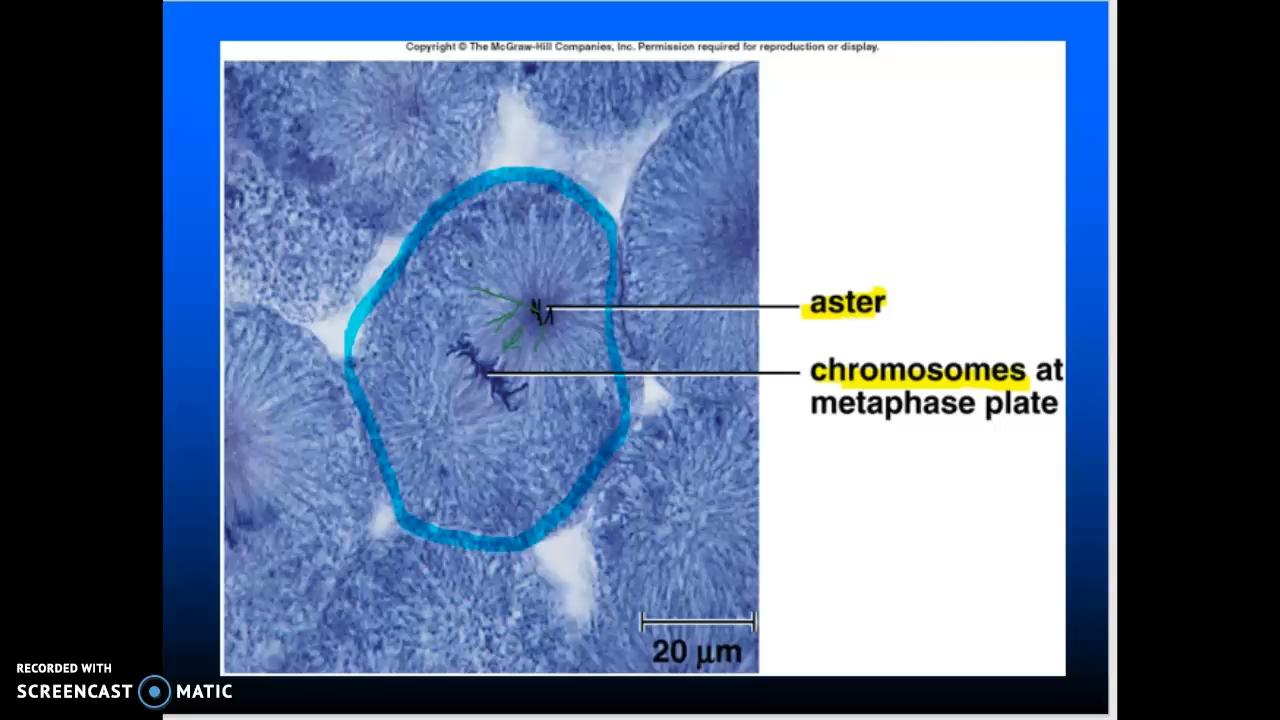 Copyright © The McGraw-Hill Companies, Inc. Permission required for reproduction or display.
aster
chromosomes at
metaphase plate
20 µm
RECORDED WITH
SCREENCAST MATIC